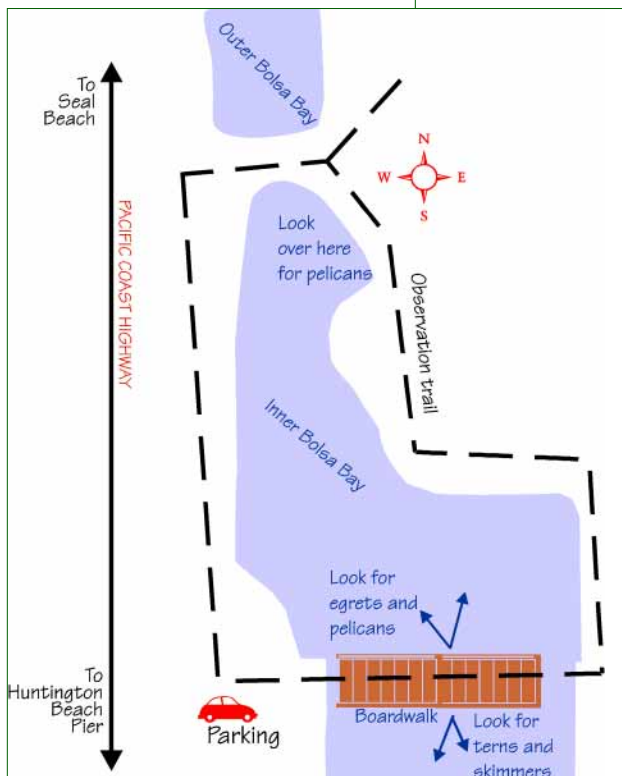 Outer Bolsa Bay
To
Seal
Beach
N
W
E
S
PACIFIC COAST HIGHWAY
Look
over here
for pelicans
Observation trail
Inner Bolsa Bay
Look for
egrets and
pelicans
To
Huntington
Beach
Pier
Parking
Boardwalk
Look for
terns and
skimmers